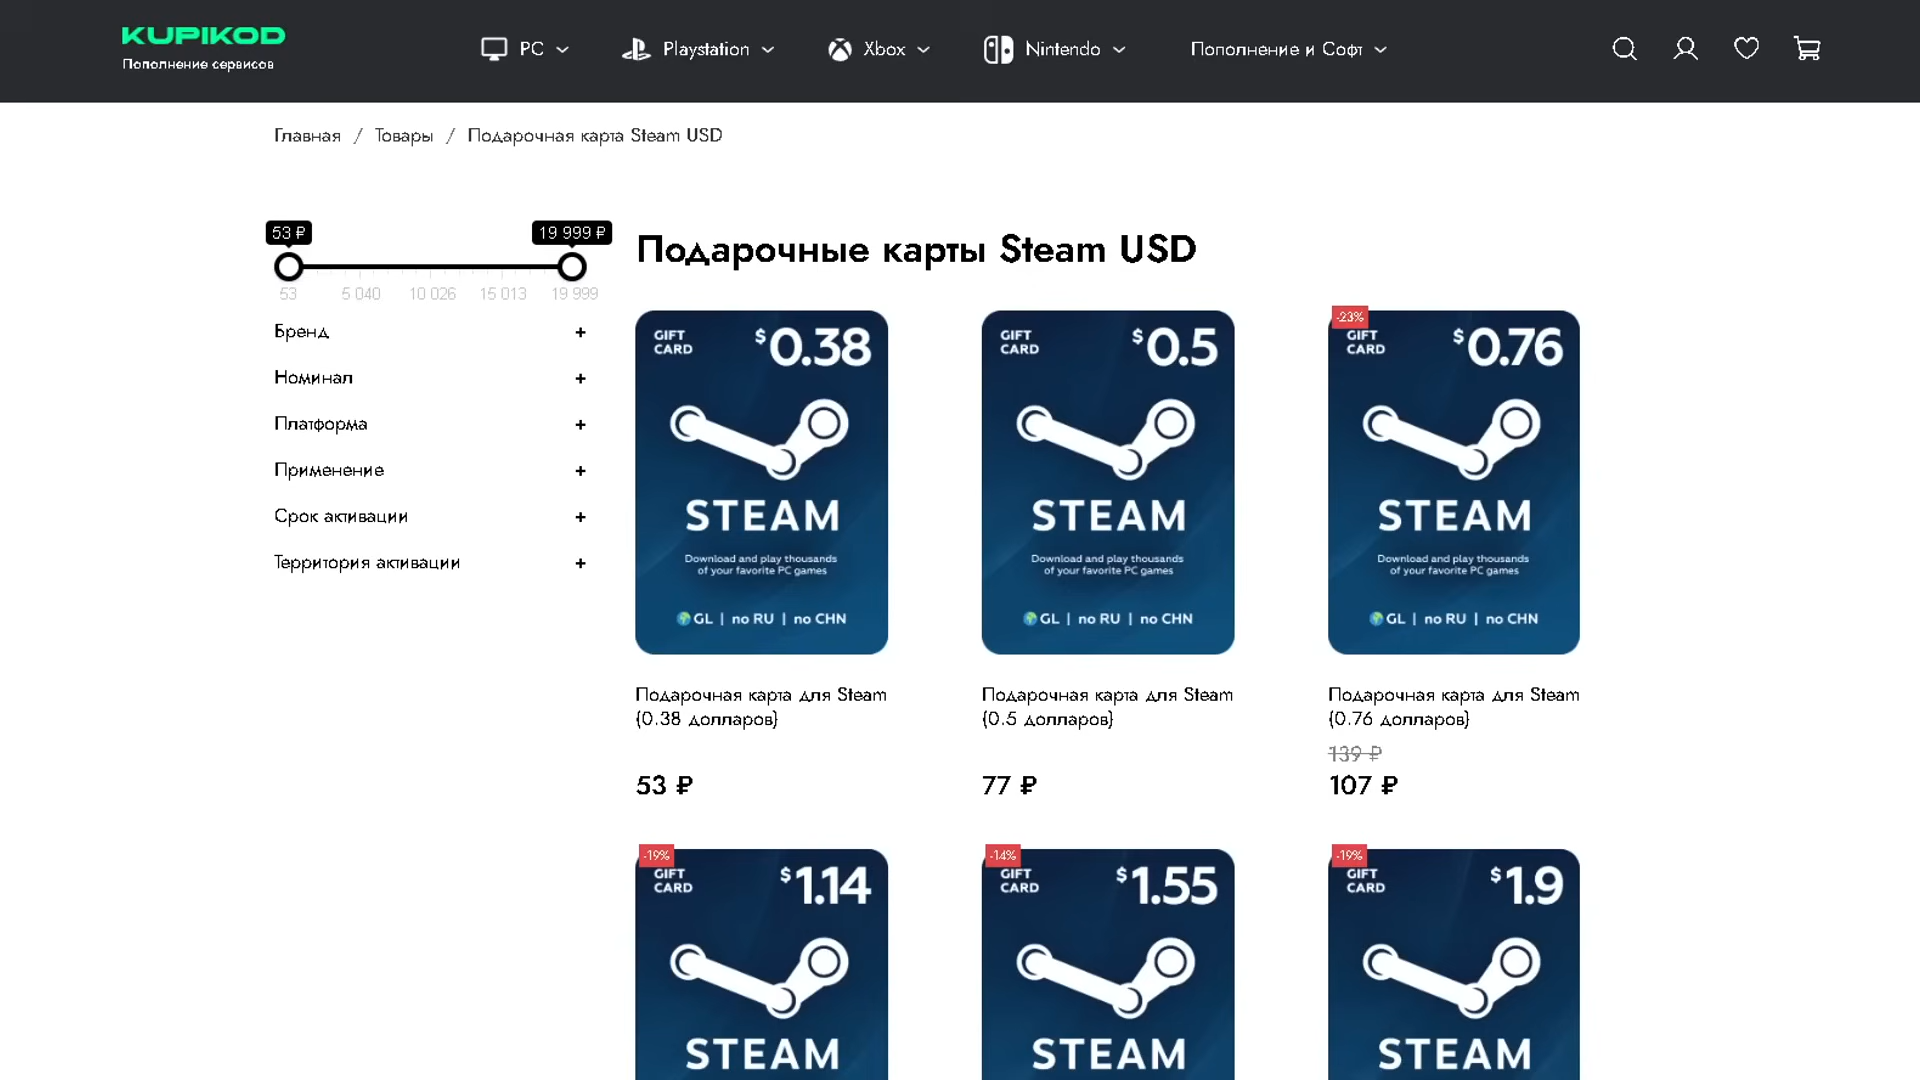 KUPIKOD
Пополнение сервисов
PC
Playstation
Xbox
Nintendo
Пополнение и Софт
Главная / Товары / Подарочная карта Steam USD
53 ₽
19 999 ₽
53 5 040 10 026 15 013 19 999
Бренд +
Номинал +
Платформа +
Применение +
Срок активации +
Территория активации +
Подарочные карты Steam USD
GIFT CARD
$0.38
STEAM
Download and play thousands
of your favorite PC games
GL | no RU | no CHN
Подарочная карта для Steam
(0.38 долларов)
53 ₽
GIFT CARD
$0.5
STEAM
Download and play thousands
of your favorite PC games
GL | no RU | no CHN
Подарочная карта для Steam
(0.5 долларов)
77 ₽
-23%
GIFT CARD
$0.76
STEAM
Download and play thousands
of your favorite PC games
GL | no RU | no CHN
Подарочная карта для Steam
(0.76 долларов)
139 ₽
107 ₽
-19%
GIFT CARD
$1.14
STEAM
-14%
GIFT CARD
$1.55
STEAM
-19%
GIFT CARD
$1.9
STEAM